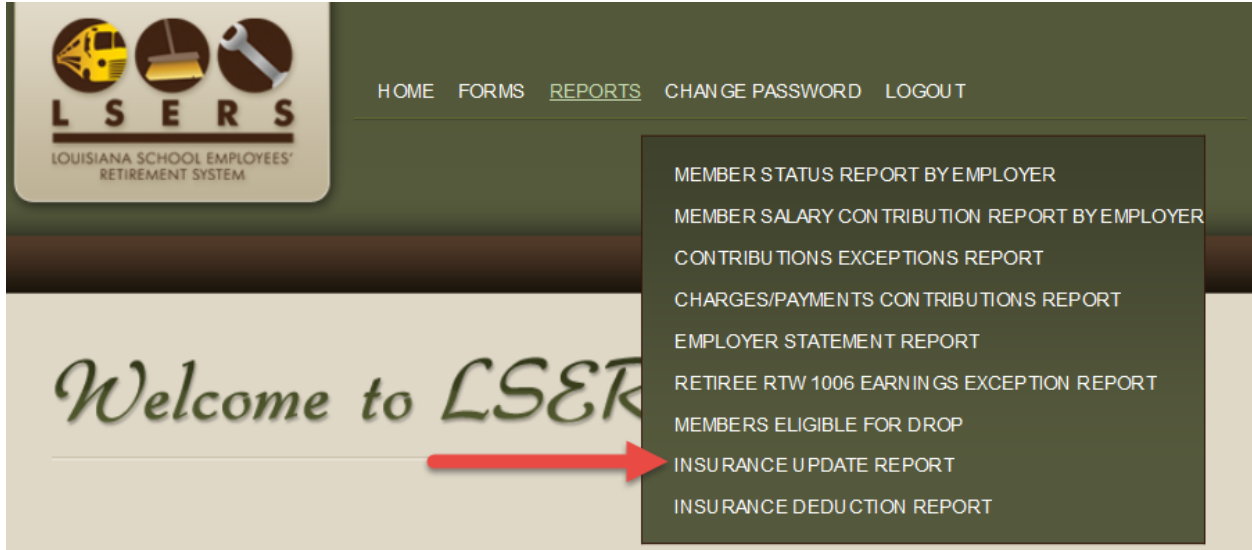 LSERS
LOUISIANA SCHOOL EMPLOYEES'
RETIREMENT SYSTEM
HOME FORMS REPORTS CHANGE PASSWORD LOGOUT
MEMBER STATUS REPORT BY EMPLOYER
MEMBER SALARY CONTRIBUTION REPORT BY EMPLOYER
CONTRIBUTIONS EXCEPTIONS REPORT
CHARGES/PAYMENTS CONTRIBUTIONS REPORT
EMPLOYER STATEMENT REPORT
RETIREE RTW 1006 EARNINGS EXCEPTION REPORT
MEMBERS ELIGIBLE FOR DROP
INSURANCE UPDATE REPORT
INSURANCE DEDUCTION REPORT
Welcome to LSER